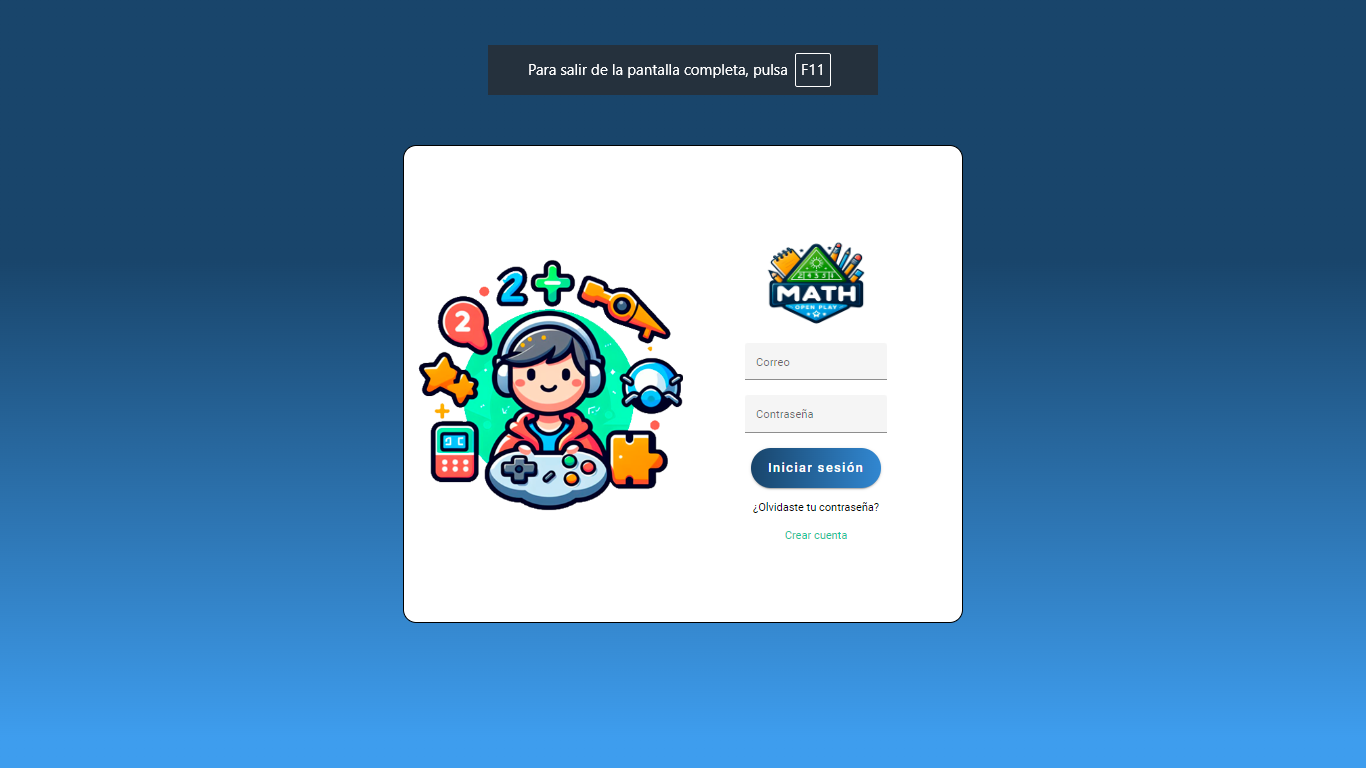 Para salir de la pantalla completa, pulsa F11
2+
2
MATH
OPEN PLAY
Correo
Contraseña
Iniciar sesión
¿Olvidaste tu contraseña?
Crear cuenta